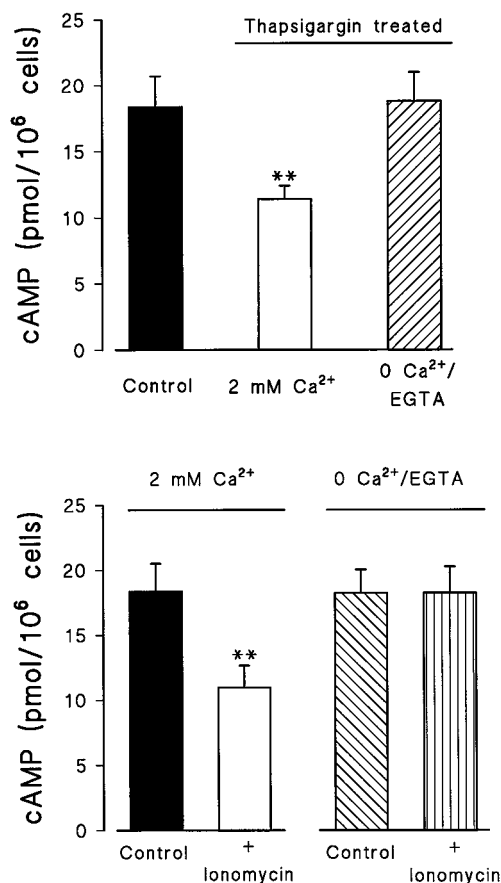 Thapsigargin treated
cAMP (pmol/10⁶ cells)
25
20
15
10
5
0
**
Control
2 mM Ca²⁺
0 Ca²⁺/
EGTA
2 mM Ca²⁺
0 Ca²⁺/EGTA
cAMP (pmol/10⁶ cells)
25
20
15
10
5
0
**
Control
+
Ionomycin
Control
+
Ionomycin